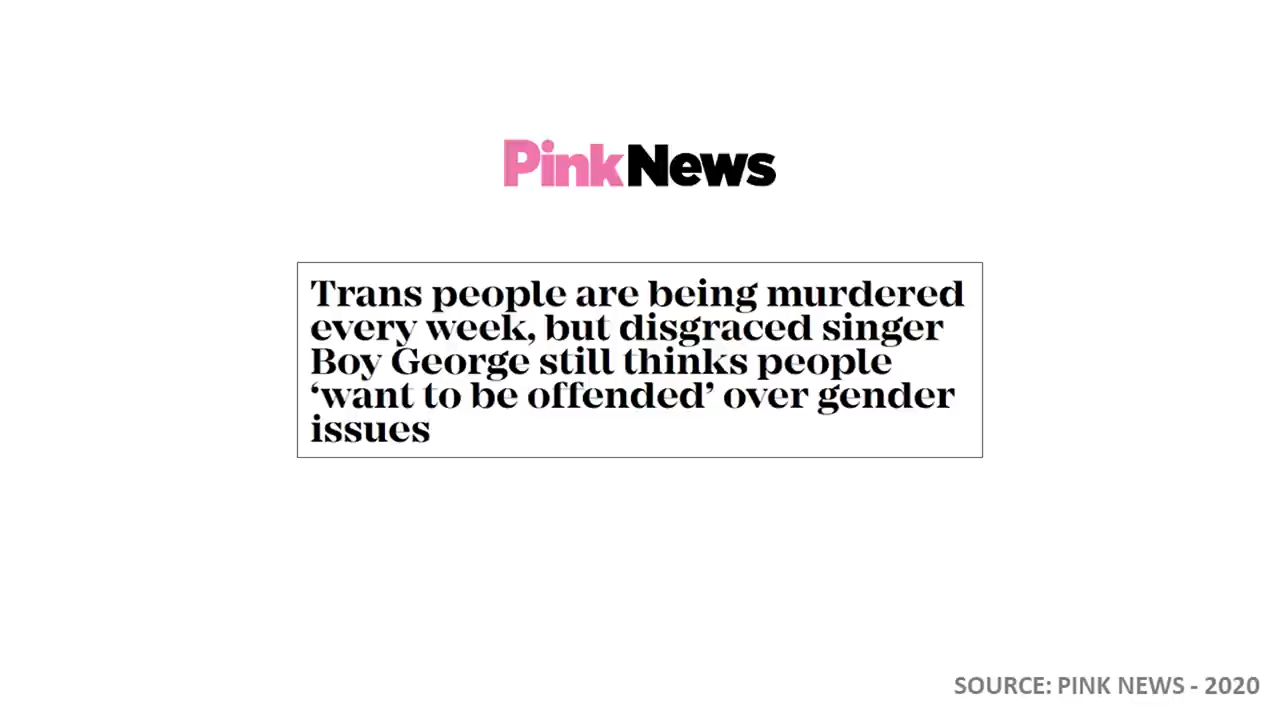 PinkNews
Trans people are being murdered
every week, but disgraced singer
Boy George still thinks people
‘want to be offended’ over gender
issues
SOURCE: PINK NEWS - 2020